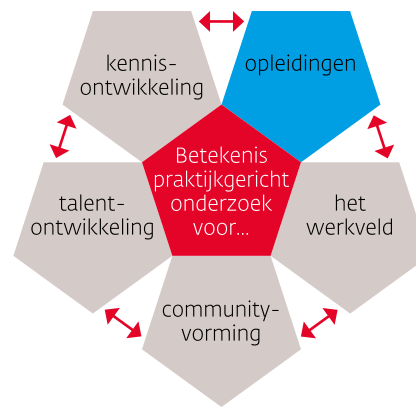 kennis-
ontwikkeling
opleidingen
Betekenis
praktijkgericht
onderzoek
voor...
talent-
ontwikkeling
het
werkveld
community-
vorming